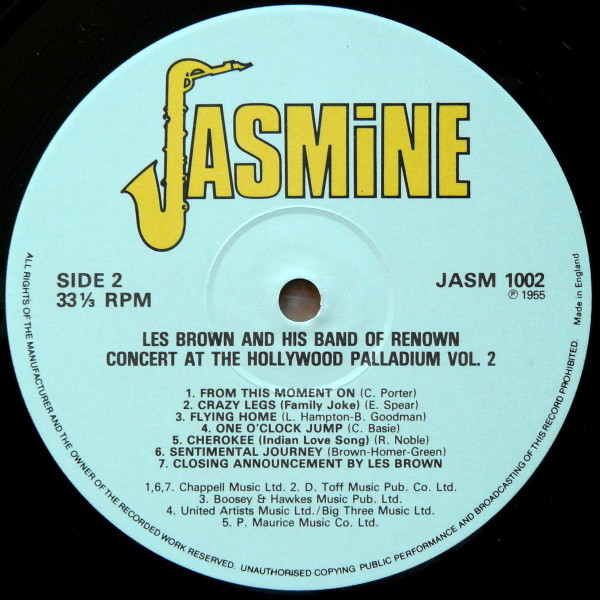 JASMiNE
SIDE 2
33⅓ RPM
JASM 1002
℗ 1955
Made in England
LES BROWN AND HIS BAND OF RENOWN
CONCERT AT THE HOLLYWOOD PALLADIUM VOL. 2
1. FROM THIS MOMENT ON (C. Porter)
2. CRAZY LEGS (Family Joke) (E. Spear)
3. FLYING HOME (L. Hampton-B. Goodman)
4. ONE O'CLOCK JUMP (C. Basie)
5. CHEROKEE (Indian Love Song) (R. Noble)
6. SENTIMENTAL JOURNEY (Brown-Homer-Green)
7. CLOSING ANNOUNCEMENT BY LES BROWN
1,6,7. Chappell Music Ltd. 2. D. Toff Music Pub. Co. Ltd.
3. Boosey & Hawkes Music Pub. Ltd.
4. United Artists Music Ltd./Big Three Music Ltd.
5. P. Maurice Music Co. Ltd.
ALL RIGHTS OF THE MANUFACTURER AND THE OWNER OF THE RECORDED WORK RESERVED. UNAUTHORISED COPYING PUBLIC PERFORMANCE AND BROADCASTING OF THIS RECORD PROHIBITED.